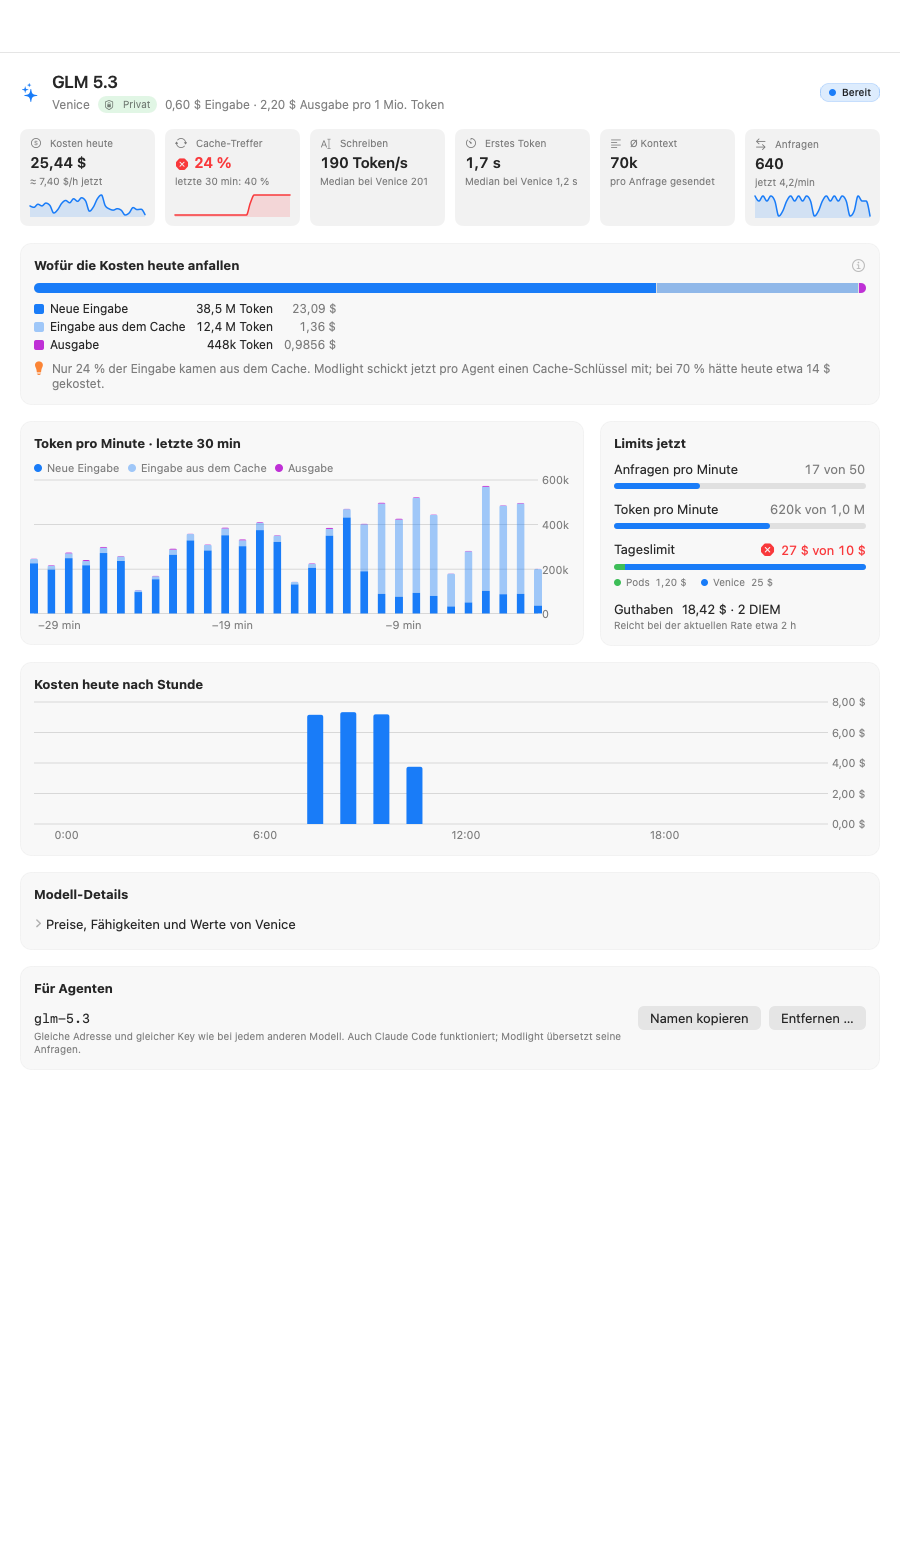 GLM 5.3
Venice Privat 0,60 $ Eingabe · 2,20 $ Ausgabe pro 1 Mio. Token
Bereit
Kosten heute
25,44 $
≈ 7,40 $/h jetzt
Cache-Treffer
24 %
letzte 30 min: 40 %
Schreiben
190 Token/s
Median bei Venice 201
Erstes Token
1,7 s
Median bei Venice 1,2 s
Ø Kontext
70k
pro Anfrage gesendet
Anfragen
640
jetzt 4,2/min
Wofür die Kosten heute anfallen
Neue Eingabe 38,5 M Token 23,09 $
Eingabe aus dem Cache 12,4 M Token 1,36 $
Ausgabe 448k Token 0,9856 $
Nur 24 % der Eingabe kamen aus dem Cache. Modlight schickt jetzt pro Agent einen Cache-Schlüssel mit; bei 70 % hätte heute etwa 14 $
gekostet.
Token pro Minute · letzte 30 min
Neue Eingabe Eingabe aus dem Cache Ausgabe
600k
400k
200k
0
−29 min −19 min −9 min
Limits jetzt
Anfragen pro Minute 17 von 50
Token pro Minute 620k von 1,0 M
Tageslimit 27 $ von 10 $
Pods 1,20 $ Venice 25 $
Guthaben 18,42 $ · 2 DIEM
Reicht bei der aktuellen Rate etwa 2 h
Kosten heute nach Stunde
8,00 $
6,00 $
4,00 $
2,00 $
0,00 $
0:00 6:00 12:00 18:00
Modell-Details
Preise, Fähigkeiten und Werte von Venice
Für Agenten
glm-5.3
Namen kopieren
Entfernen ...
Gleiche Adresse und gleicher Key wie bei jedem anderen Modell. Auch Claude Code funktioniert; Modlight übersetzt seine
Anfragen.